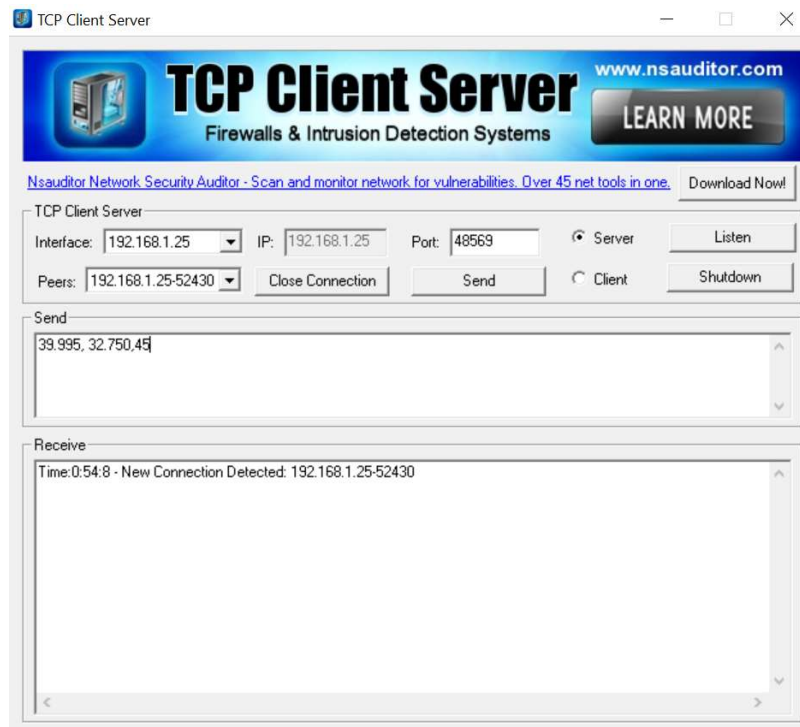 TCP Client Server
TCP Client Server
www.nsauditor.com
Firewalls & Intrusion Detection Systems
LEARN MORE
Nsauditor Network Security Auditor - Scan and monitor network for vulnerabilities. Over 45 net tools in one.
Download Now!
TCP Client Server
Interface: 192.168.1.25 IP: 192.168.1.25 Port: 48569 Server Listen
Peers: 192.168.1.25-52430 Close Connection Send Client Shutdown
Send
39.995, 32.750,45
Receive
Time:0:54:8 - New Connection Detected: 192.168.1.25-52430